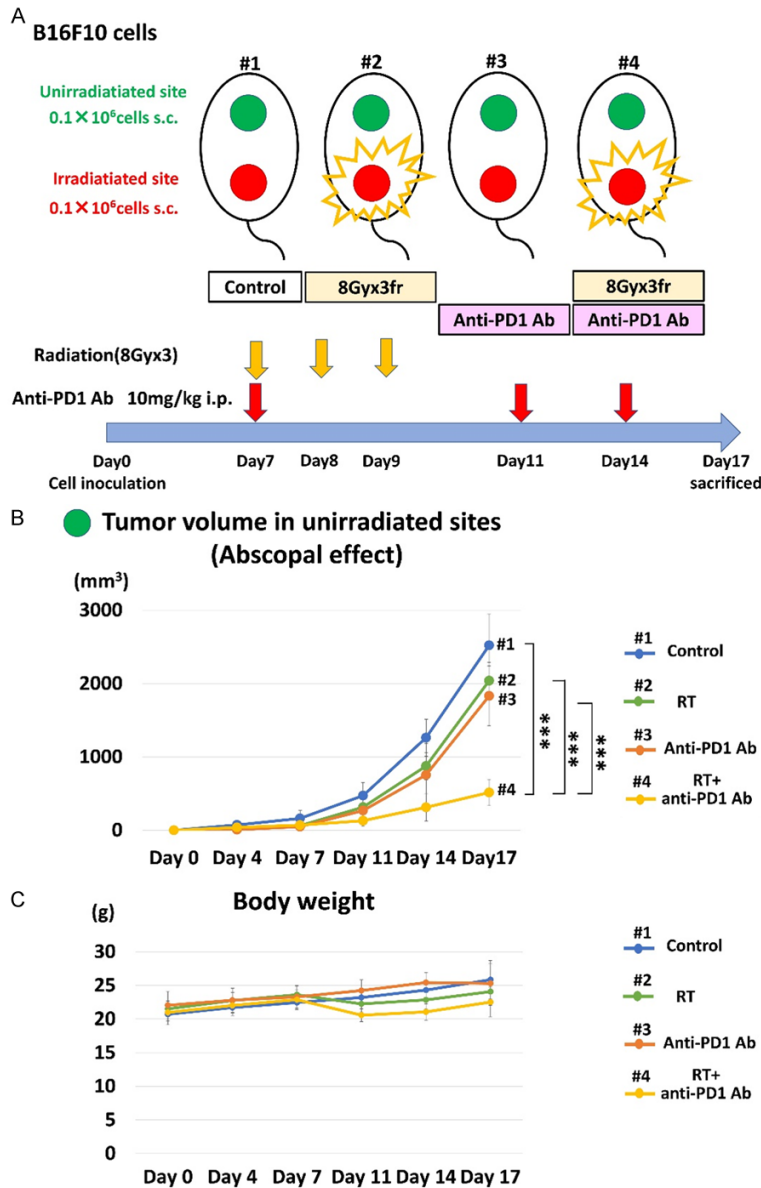 A
B16F10 cells
#1 #2 #3 #4
Unirradiatiated site
0.1×10⁶cells s.c.
Irradiatiated site
0.1×10⁶cells s.c.
Control 8Gyx3fr 8Gyx3fr
Anti-PD1 Ab Anti-PD1 Ab
Radiation(8Gyx3)
Anti-PD1 Ab 10mg/kg i.p.
Day0 Day7 Day8 Day9 Day11 Day14 Day17
Cell inoculation sacrificed
B
Tumor volume in unirradiated sites
(Abscopal effect)
(mm³)
3000
2000
1000
0
Day 0 Day 4 Day 7 Day 11 Day 14 Day17
#1
#2
#3
#4
***
***
***
#1
Control
#2
RT
#3
Anti-PD1 Ab
#4 RT+
anti-PD1 Ab
C
Body weight
(g)
30
25
20
15
10
5
0
Day 0 Day 4 Day 7 Day 11 Day 14 Day 17
#1
Control
#2
RT
#3
Anti-PD1 Ab
#4 RT+
anti-PD1 Ab